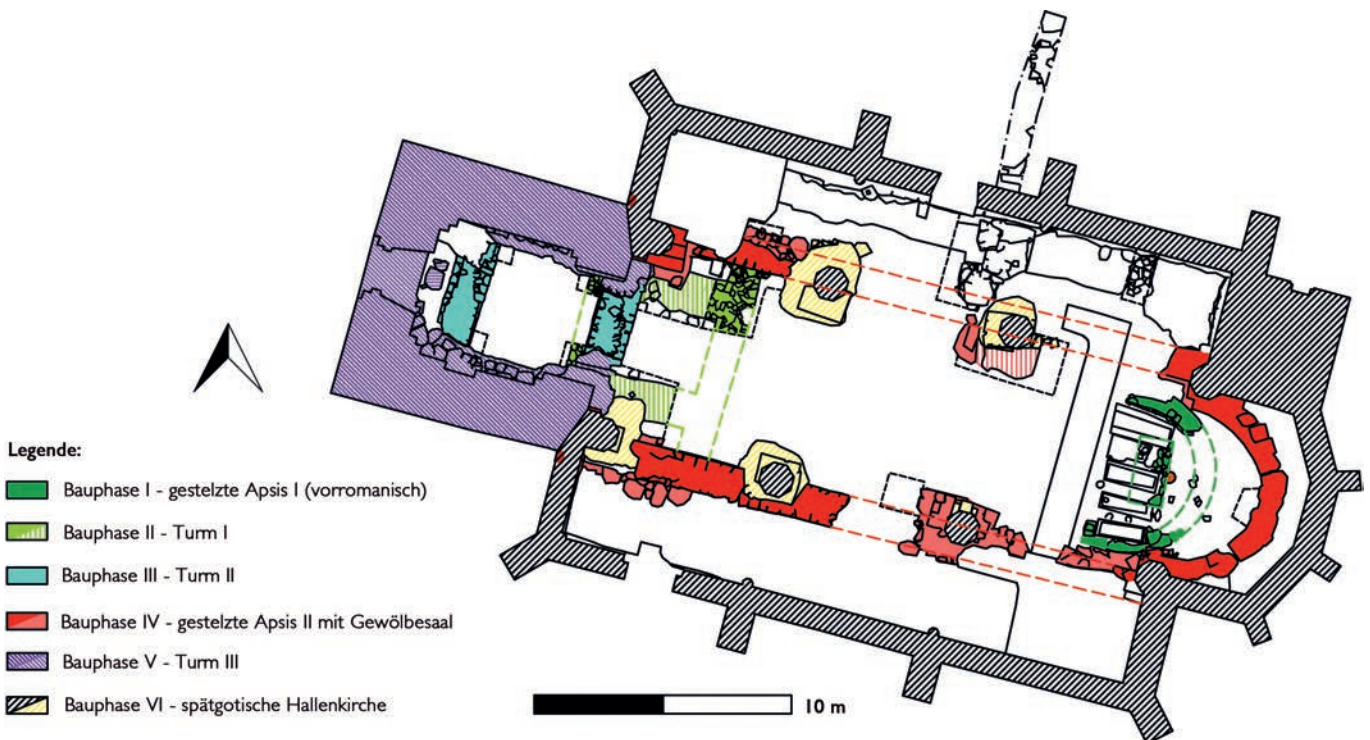 Legende:
Bauphase I - gestelzte Apsis I (vorromanisch)
Bauphase II - Turm I
Bauphase III - Turm II
Bauphase IV - gestelzte Apsis II mit Gewölbesaal
Bauphase V - Turm III
Bauphase VI - spätgotische Hallenkirche
10 m